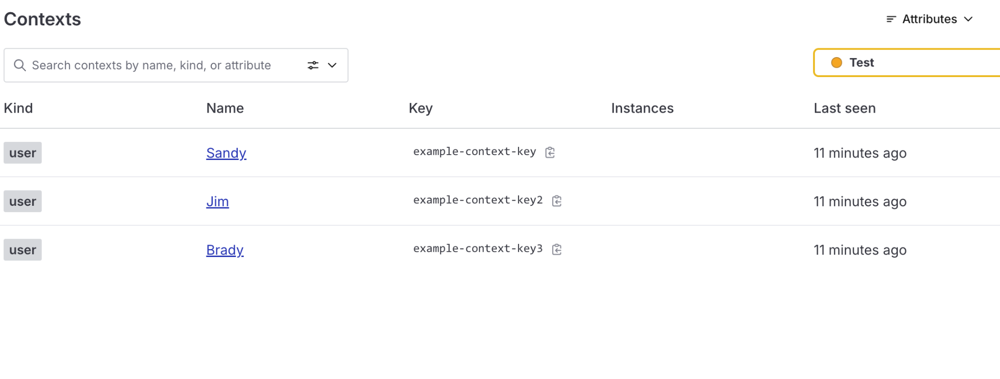 Contexts
Attributes
Search contexts by name, kind, or attribute
Test
Kind Name Key Instances Last seen
user Sandy example-context-key 11 minutes ago
user Jim example-context-key2 11 minutes ago
user Brady example-context-key3 11 minutes ago